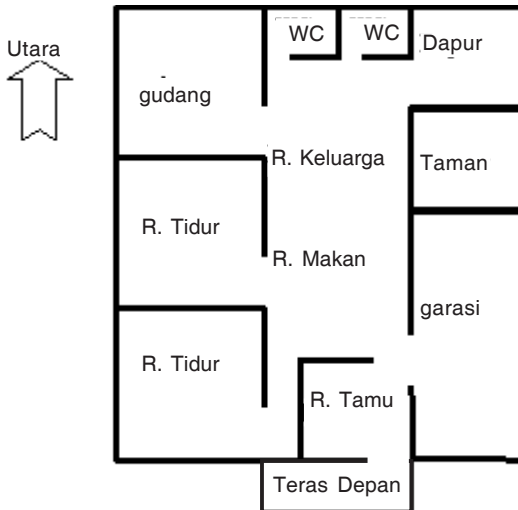 Utara
WC
WC
Dapur
gudang
R. Keluarga
Taman
R. Tidur
R. Makan
garasi
R. Tidur
R. Tamu
Teras Depan